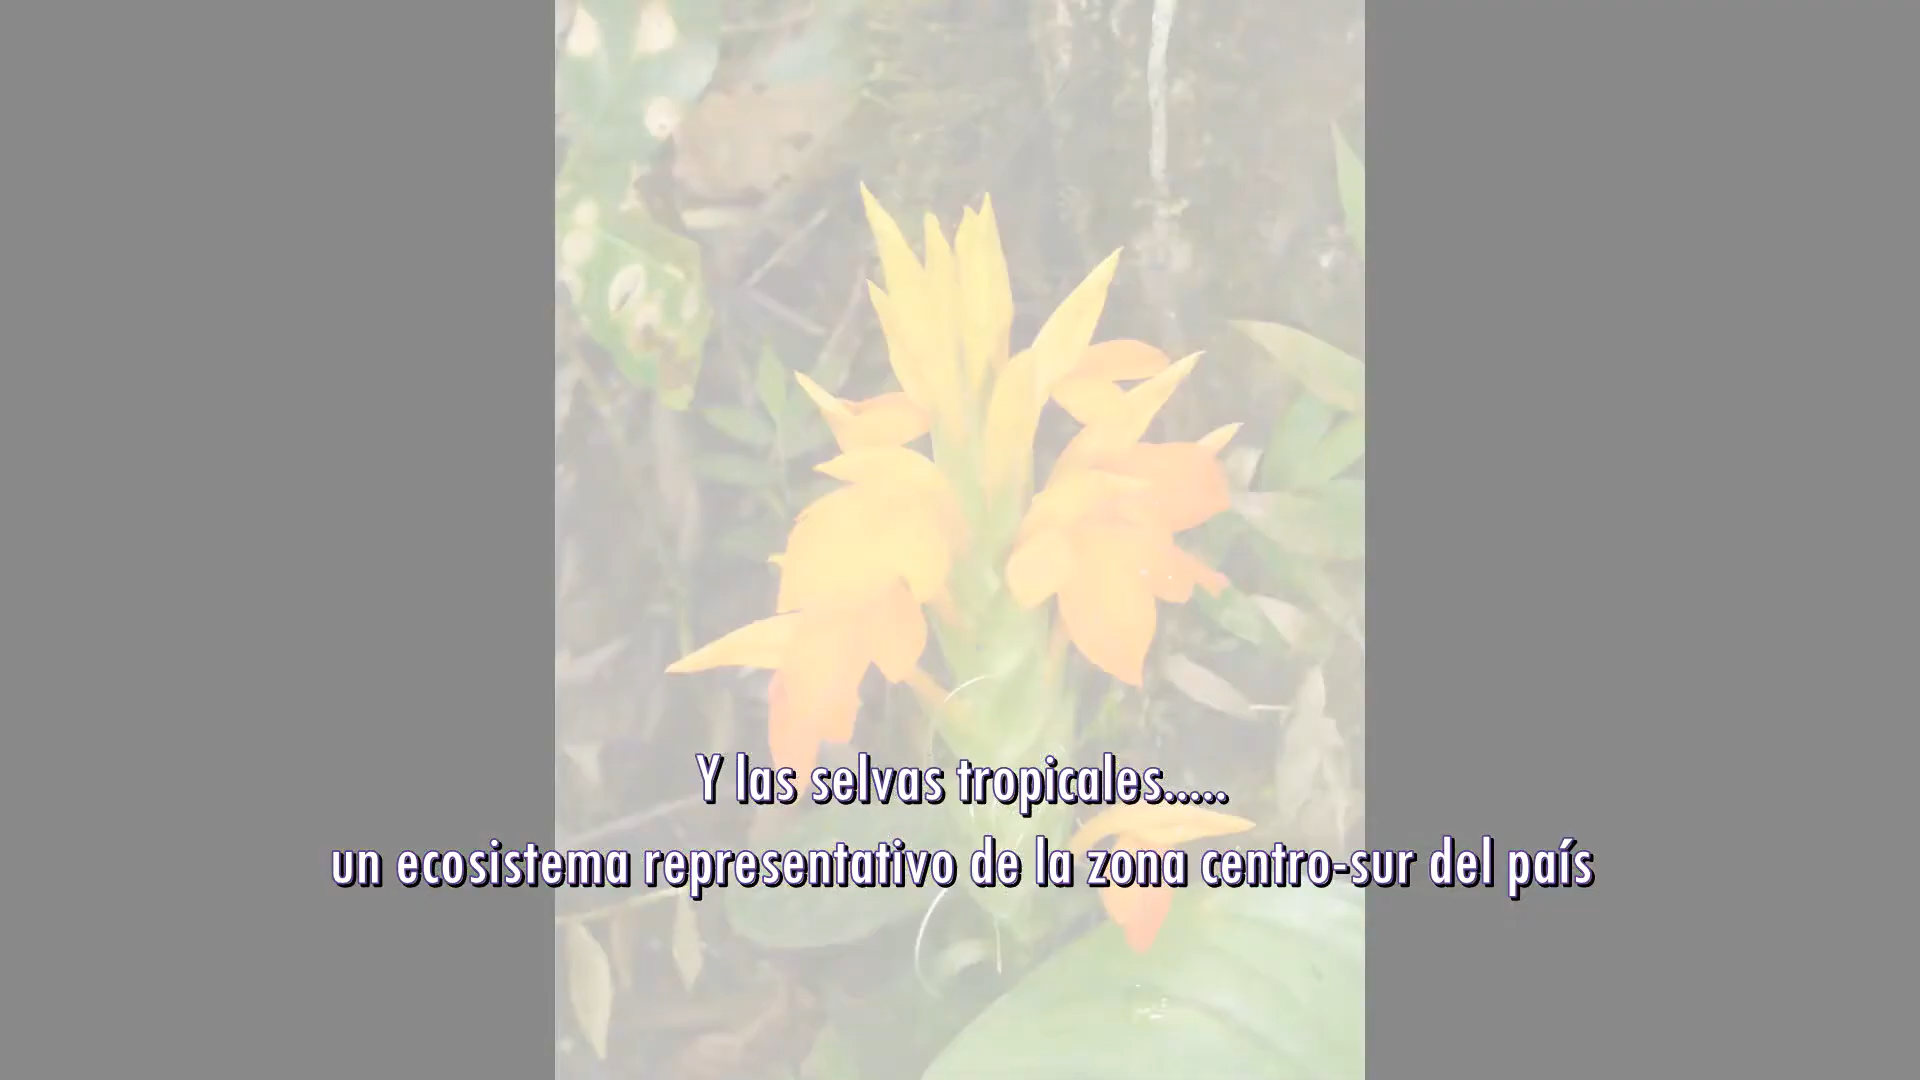 Y las selvas tropicales.....
un ecosistema representativo de la zona centro-sur del país